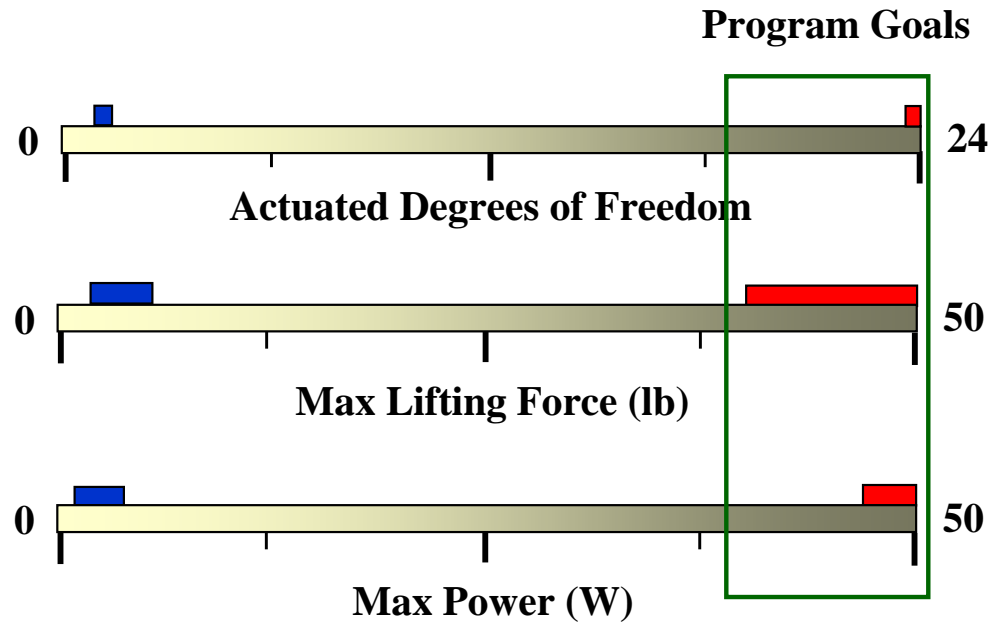 Program Goals
0 24
Actuated Degrees of Freedom
0 50
Max Lifting Force (lb)
0 50
Max Power (W)